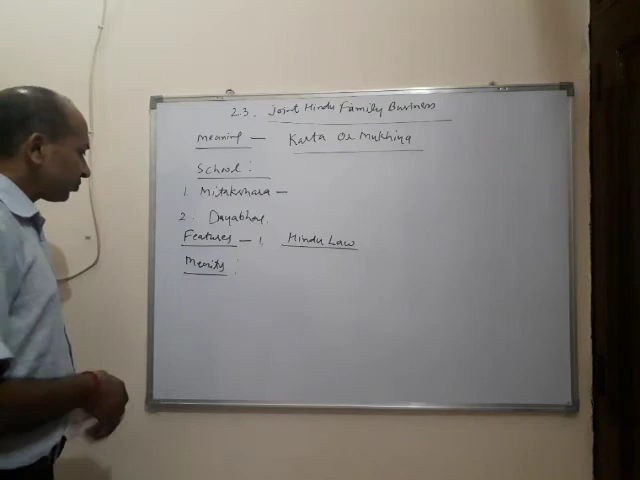 2.3. Joint Hindu Family Business
Meaning — Karta Or Mukhiya
School :
1. Mitakshara —
2. Dayabhag.
Features — 1. Hindu Law
Merits :